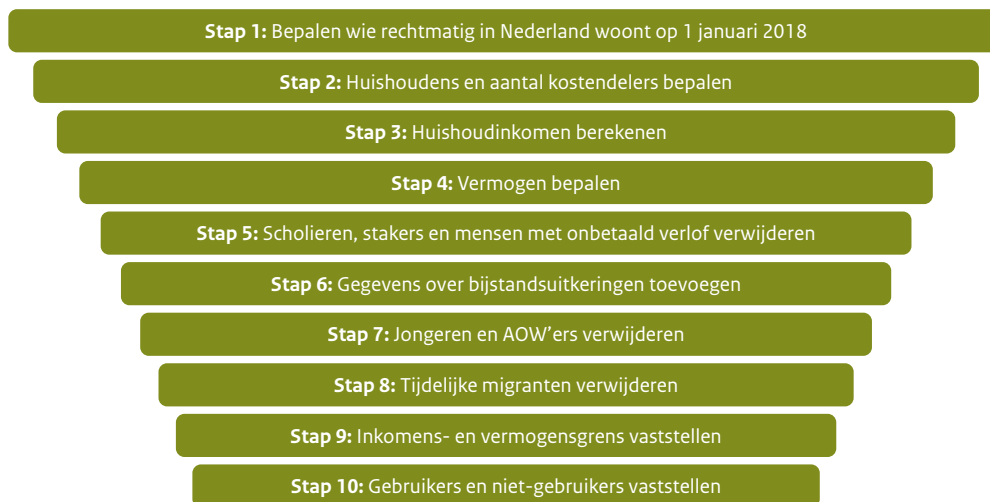 Stap 1: Bepalen wie rechtmatig in Nederland woont op 1 januari 2018
Stap 2: Huishoudens en aantal kostendelers bepalen
Stap 3: Huishoudinkomen berekenen
Stap 4: Vermogen bepalen
Stap 5: Scholieren, stakers en mensen met onbetaald verlof verwijderen
Stap 6: Gegevens over bijstandsuitkeringen toevoegen
Stap 7: Jongeren en AOW’ers verwijderen
Stap 8: Tijdelijke migranten verwijderen
Stap 9: Inkomens- en vermogensgrens vaststellen
Stap 10: Gebruikers en niet-gebruikers vaststellen